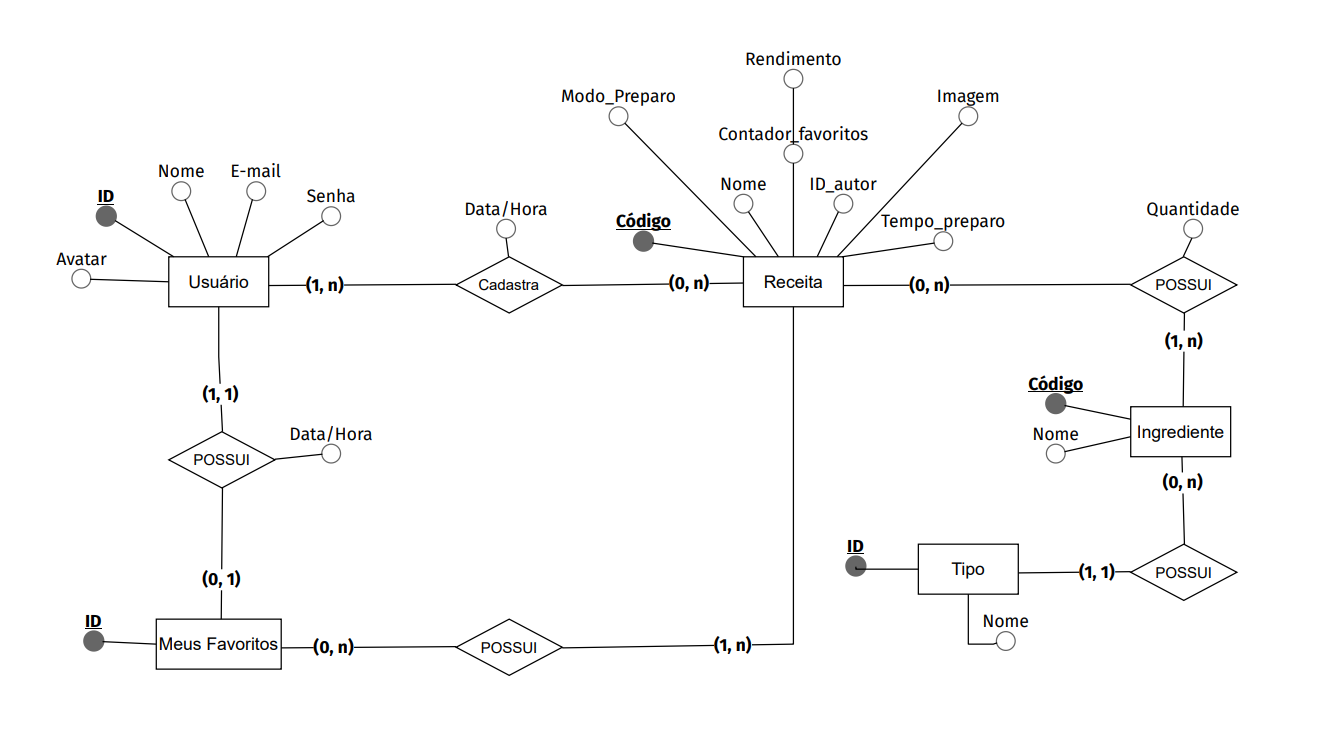 Rendimento
Modo_Preparo
Imagem
Contador_favoritos
Nome
E-mail
Nome
ID_autor
ID
Senha
Data/Hora
Código
Tempo_preparo
Quantidade
Avatar
Usuário
(1, n)
Cadastra
(0, n)
Receita
(0, n)
POSSUI
(1, n)
Código
(1, 1)
Nome
Ingrediente
Data/Hora
POSSUI
(0, n)
ID
Tipo
(1, 1)
POSSUI
(0, 1)
Nome
ID
Meus Favoritos
(0, n)
POSSUI
(1, n)